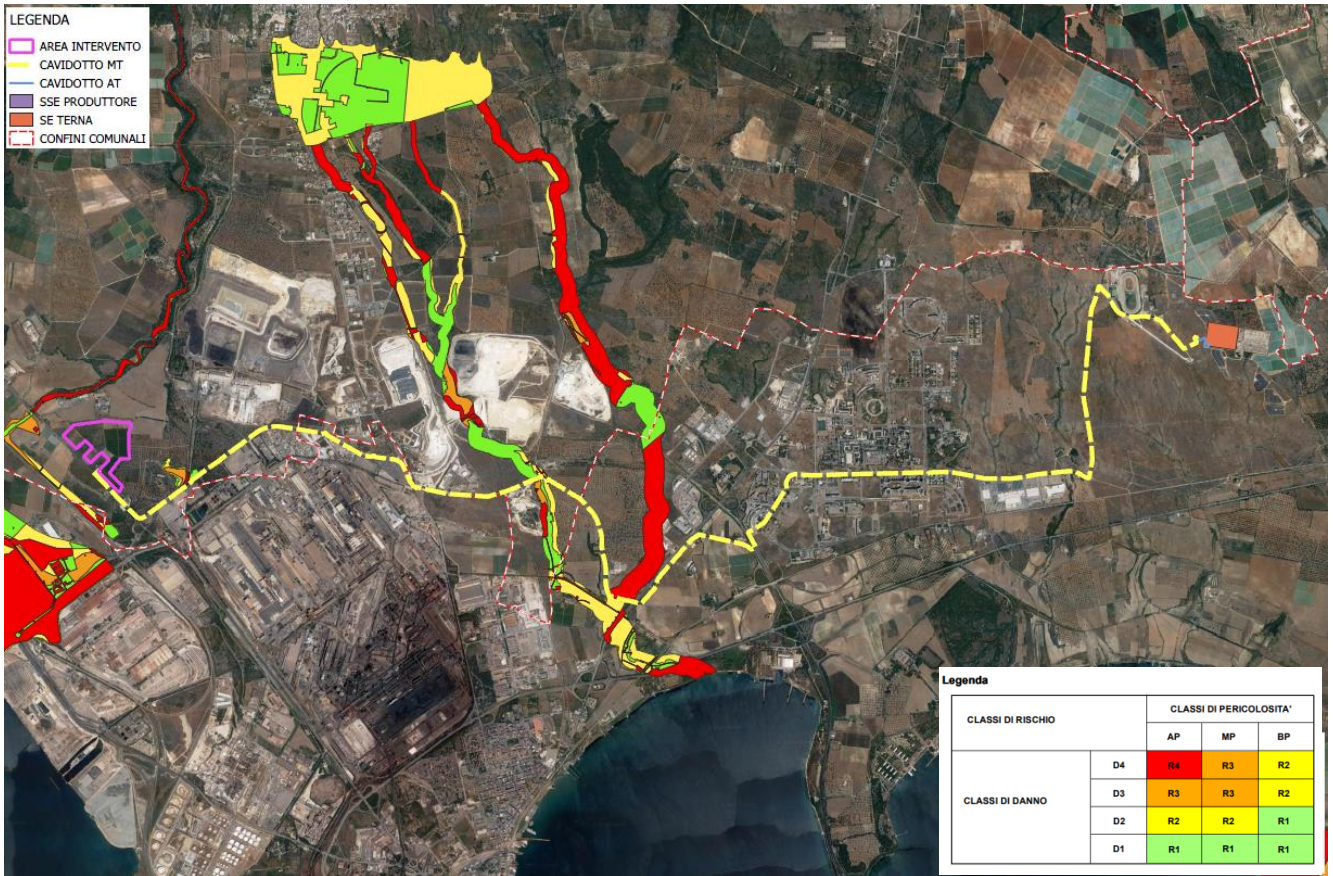 LEGENDA
AREA INTERVENTO
CAVIDOTTO MT
CAVIDOTTO AT
SSE PRODUTTORE
SE TERNA
CONFINI COMUNALI
Legenda
CLASSI DI RISCHIO CLASSI DI PERICOLOSITA'
AP MP BP
CLASSI DI DANNO
D4 R4 R3 R2
D3 R3 R3 R2
D2 R2 R2 R1
D1 R1 R1 R1